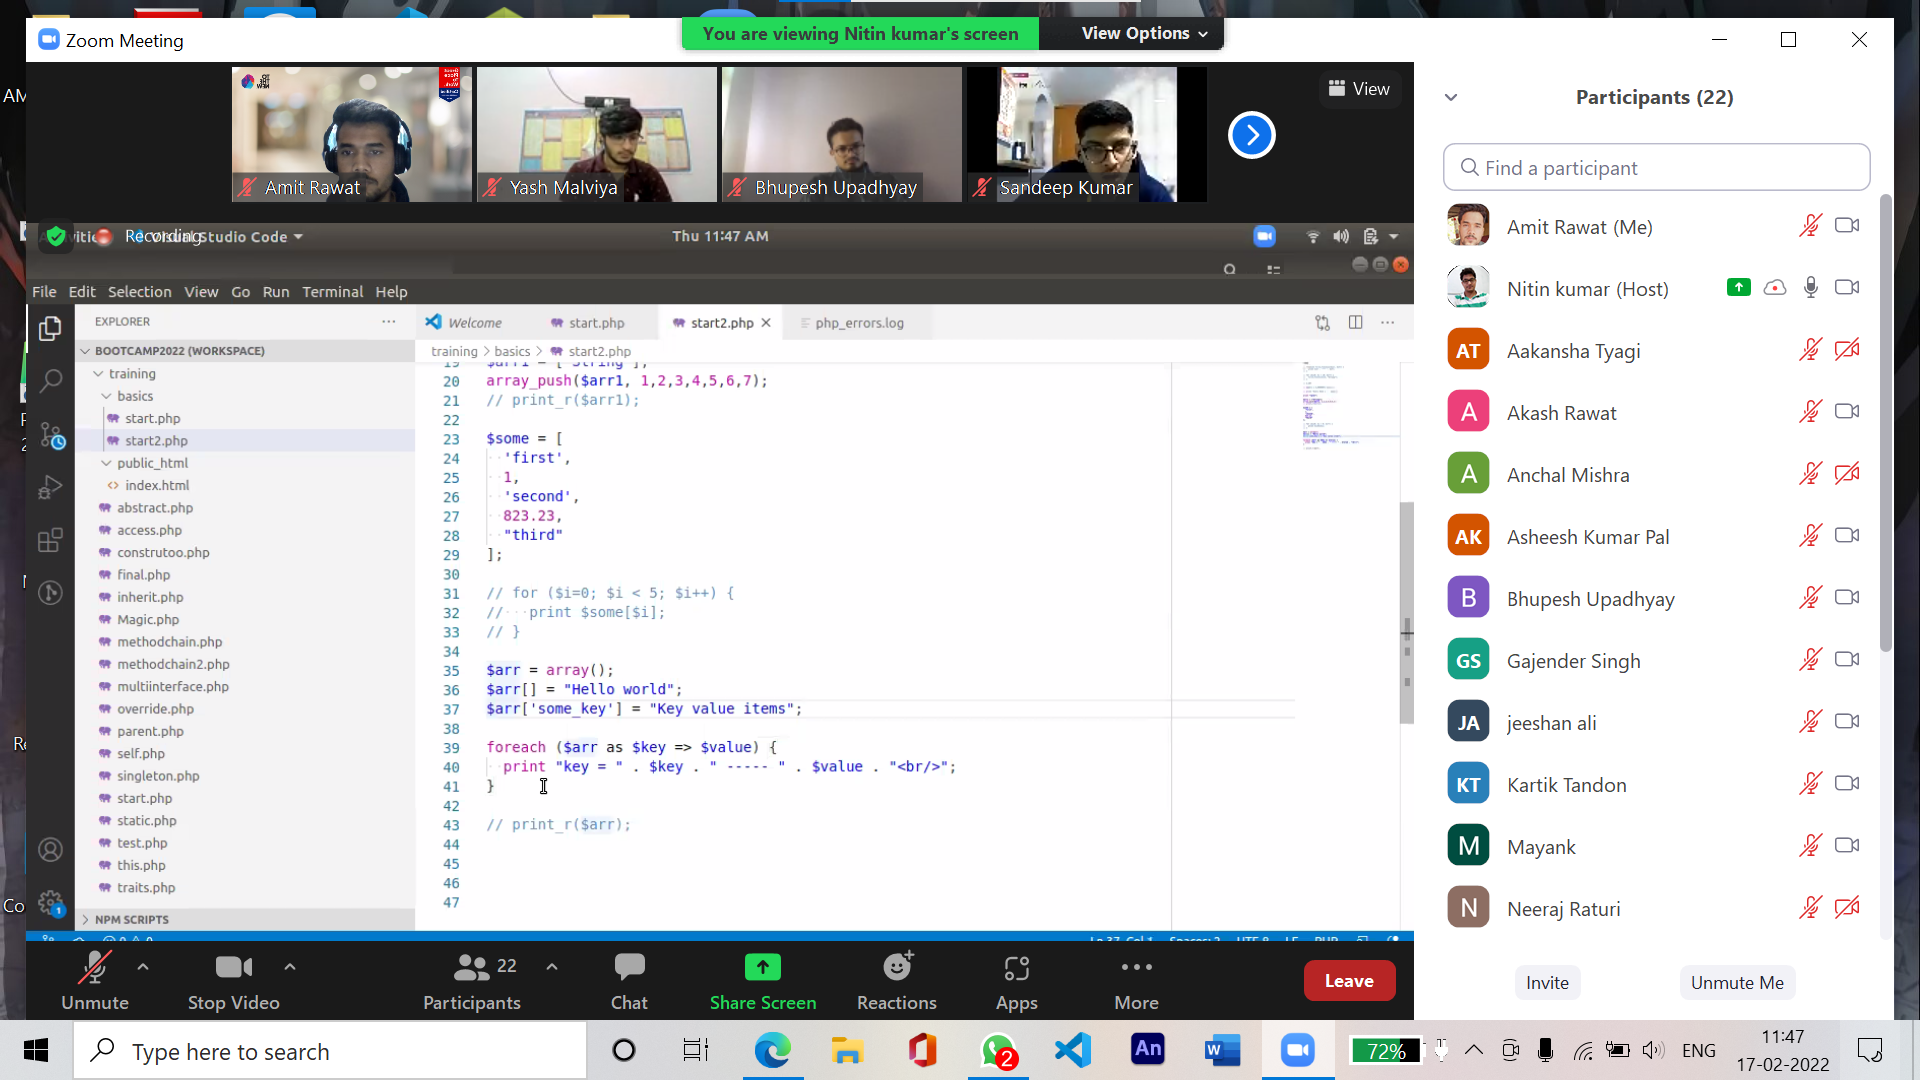 Zoom Meeting
You are viewing Nitin kumar's screen
View Options
Amit Rawat
Yash Malviya
Bhupesh Upadhyay
Sandeep Kumar
View
Recording
Visual Studio Code
Thu 11:47 AM
File Edit Selection View Go Run Terminal Help
EXPLORER
BOOTCAMP2022 (WORKSPACE)
training
basics
start.php
start2.php
public_html
index.html
abstract.php
access.php
construtoo.php
final.php
inherit.php
Magic.php
methodchain.php
methodchain2.php
multiinterface.php
override.php
parent.php
self.php
singleton.php
start.php
static.php
test.php
this.php
traits.php
NPM SCRIPTS
Welcome start.php start2.php php_errors.log
training > basics > start2.php
19 $arr1 = ["String"];
20 array_push($arr1, 1,2,3,4,5,6,7);
21 // print_r($arr1);
22
23 $some = [
24 'first',
25 1,
26 'second',
27 823.23,
28 "third"
29 ];
30
31 // for ($i=0; $i < 5; $i++) {
32 // print $some[$i];
33 // }
34
35 $arr = array();
36 $arr[] = "Hello world";
37 $arr['some_key'] = "Key value items";
38
39 foreach ($arr as $key => $value) {
40 print "key = " . $key . " ----- " . $value . "<br/>";
41 }
42
43 // print_r($arr);
44
45
46
47
Unmute
Stop Video
22
Participants
Chat
Share Screen
Reactions
Apps
More
Leave
Participants (22)
Find a participant
Amit Rawat (Me)
Nitin kumar (Host)
AT Aakansha Tyagi
A Akash Rawat
A Anchal Mishra
AK Asheesh Kumar Pal
B Bhupesh Upadhyay
GS Gajender Singh
JA jeeshan ali
KT Kartik Tandon
M Mayank
N Neeraj Raturi
Invite
Unmute Me
Type here to search
2
An
72%
ENG
11:47
17-02-2022